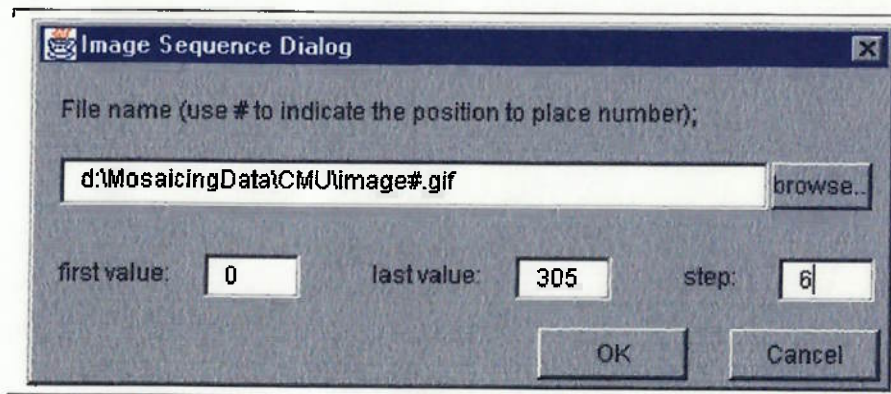 Image Sequence Dialog
File name (use # to indicate the position to place number);
d:\MosaicingData\CMU\image#.gif browse..
first value: 0 last value: 305 step: 6
OK Cancel